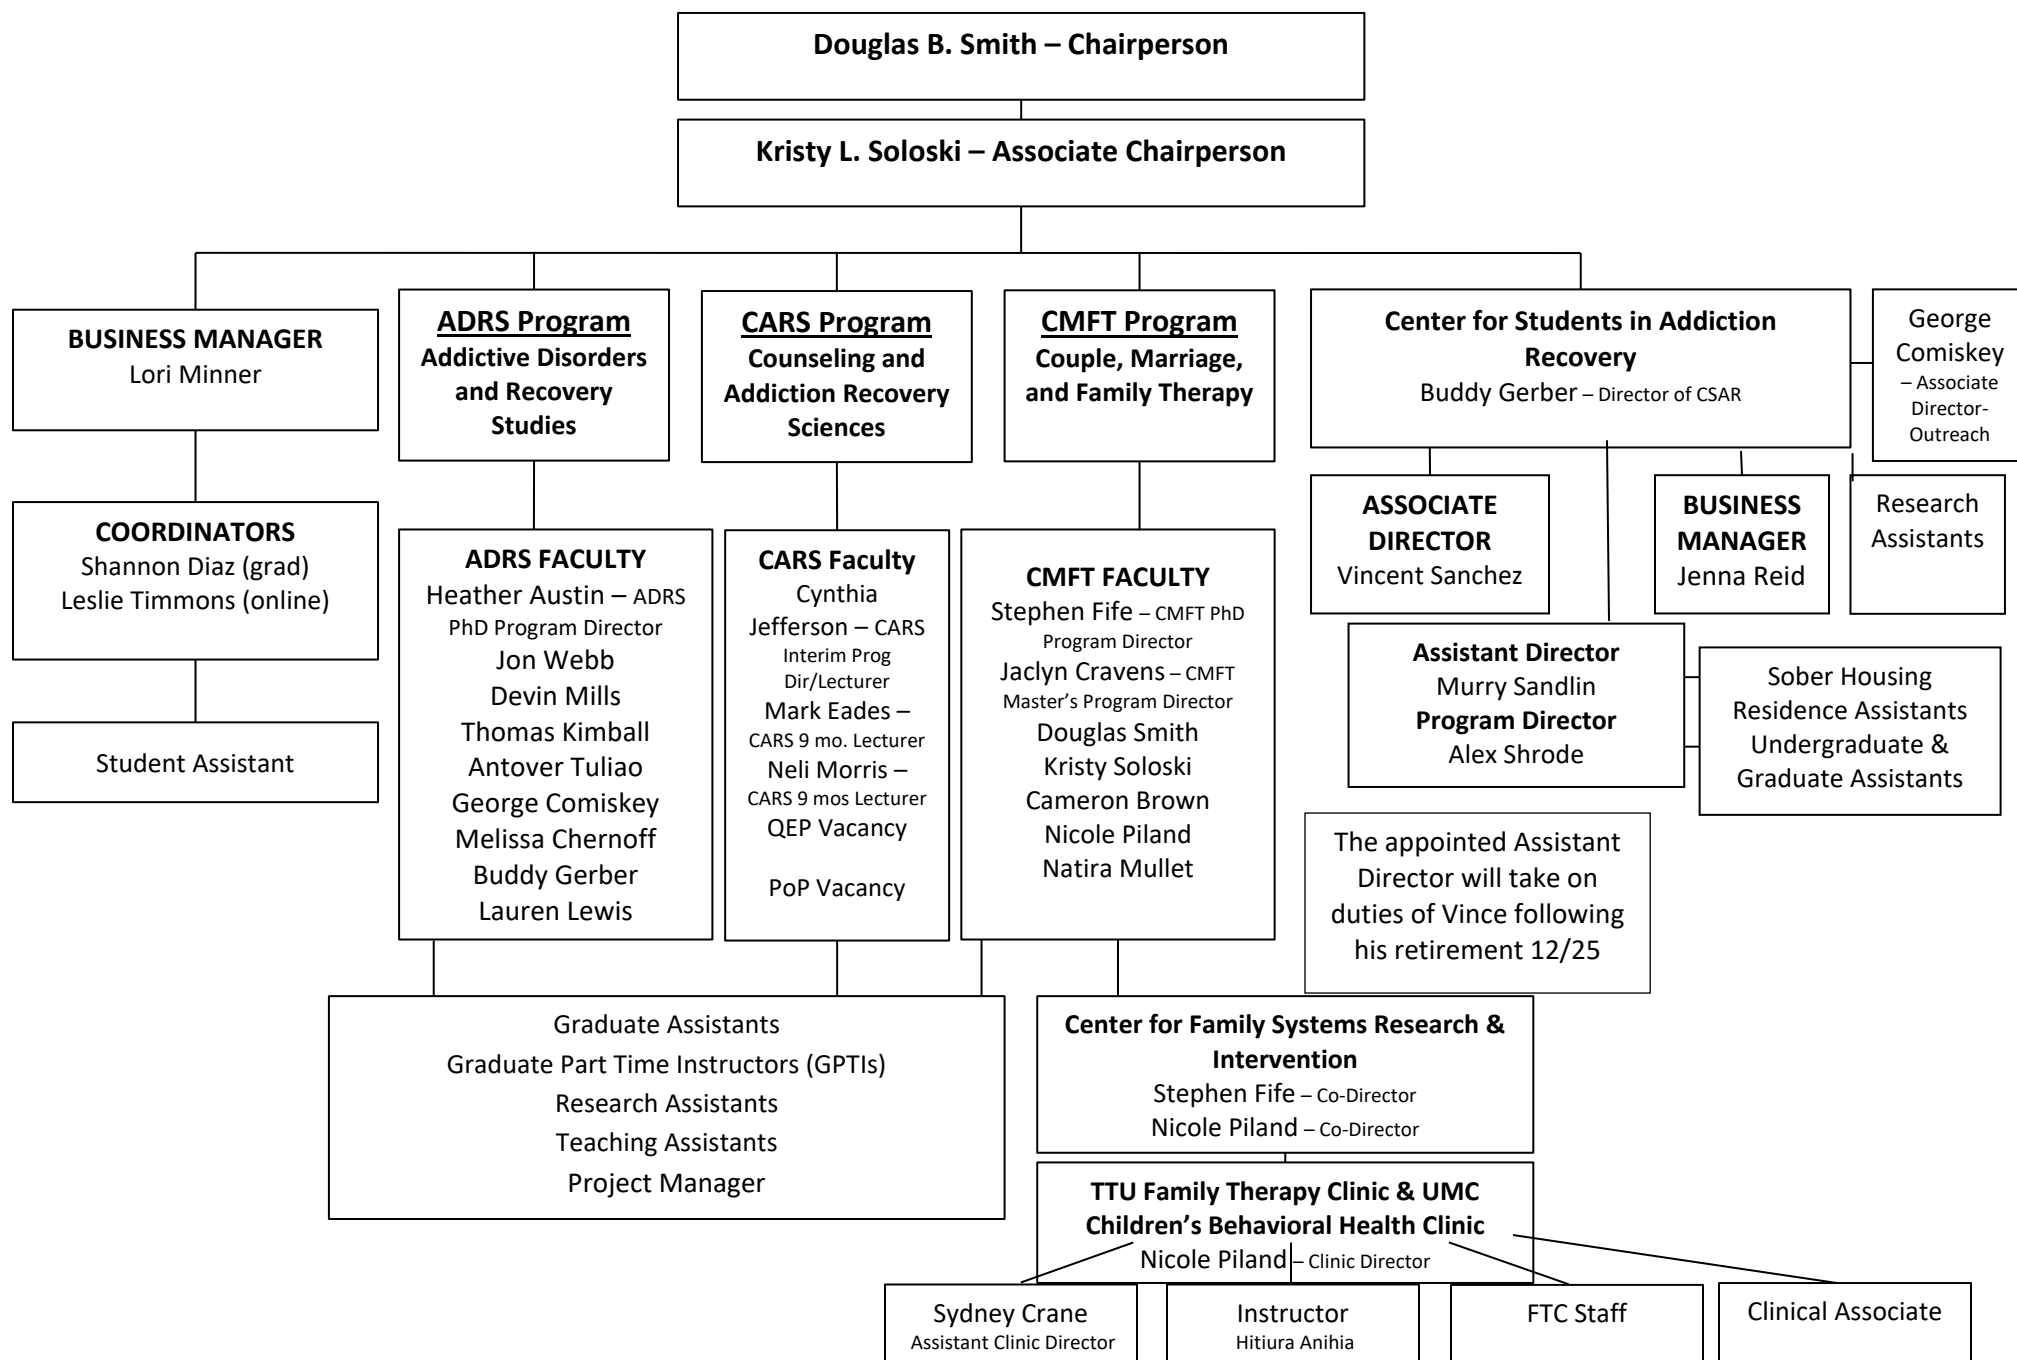 Douglas B. Smith – Chairperson
Kristy L. Soloski – Associate Chairperson
BUSINESS MANAGER
Lori Minner
COORDINATORS
Shannon Diaz (grad)
Leslie Timmons (online)
Student Assistant
ADRS Program
Addictive Disorders
and Recovery
Studies
ADRS FACULTY
Heather Austin – ADRS
PhD Program Director
Jon Webb
Devin Mills
Thomas Kimball
Antover Tuliao
George Comiskey
Melissa Chernoff
Buddy Gerber
Lauren Lewis
CARS Program
Counseling and
Addiction Recovery
Sciences
CARS Faculty
Cynthia
Jefferson – CARS
Interim Prog
Dir/Lecturer
Mark Eades –
CARS 9 mo. Lecturer
Neli Morris –
CARS 9 mos Lecturer
QEP Vacancy
PoP Vacancy
CMFT Program
Couple, Marriage,
and Family Therapy
CMFT FACULTY
Stephen Fife – CMFT PhD
Program Director
Jaclyn Cravens – CMFT
Master’s Program Director
Douglas Smith
Kristy Soloski
Cameron Brown
Nicole Piland
Natira Mullet
Graduate Assistants
Graduate Part Time Instructors (GPTIs)
Research Assistants
Teaching Assistants
Project Manager
Center for Students in Addiction
Recovery
Buddy Gerber – Director of CSAR
George
Comiskey
– Associate
Director-
Outreach
ASSOCIATE
DIRECTOR
Vincent Sanchez
BUSINESS
MANAGER
Jenna Reid
Research
Assistants
Assistant Director
Murry Sandlin
Program Director
Alex Shrode
Sober Housing
Residence Assistants
Undergraduate &
Graduate Assistants
The appointed Assistant
Director will take on
duties of Vince following
his retirement 12/25
Center for Family Systems Research &
Intervention
Stephen Fife – Co-Director
Nicole Piland – Co-Director
TTU Family Therapy Clinic & UMC
Children’s Behavioral Health Clinic
Nicole Piland – Clinic Director
Sydney Crane
Assistant Clinic Director
Instructor
Hitiura Anihia
FTC Staff
Clinical Associate